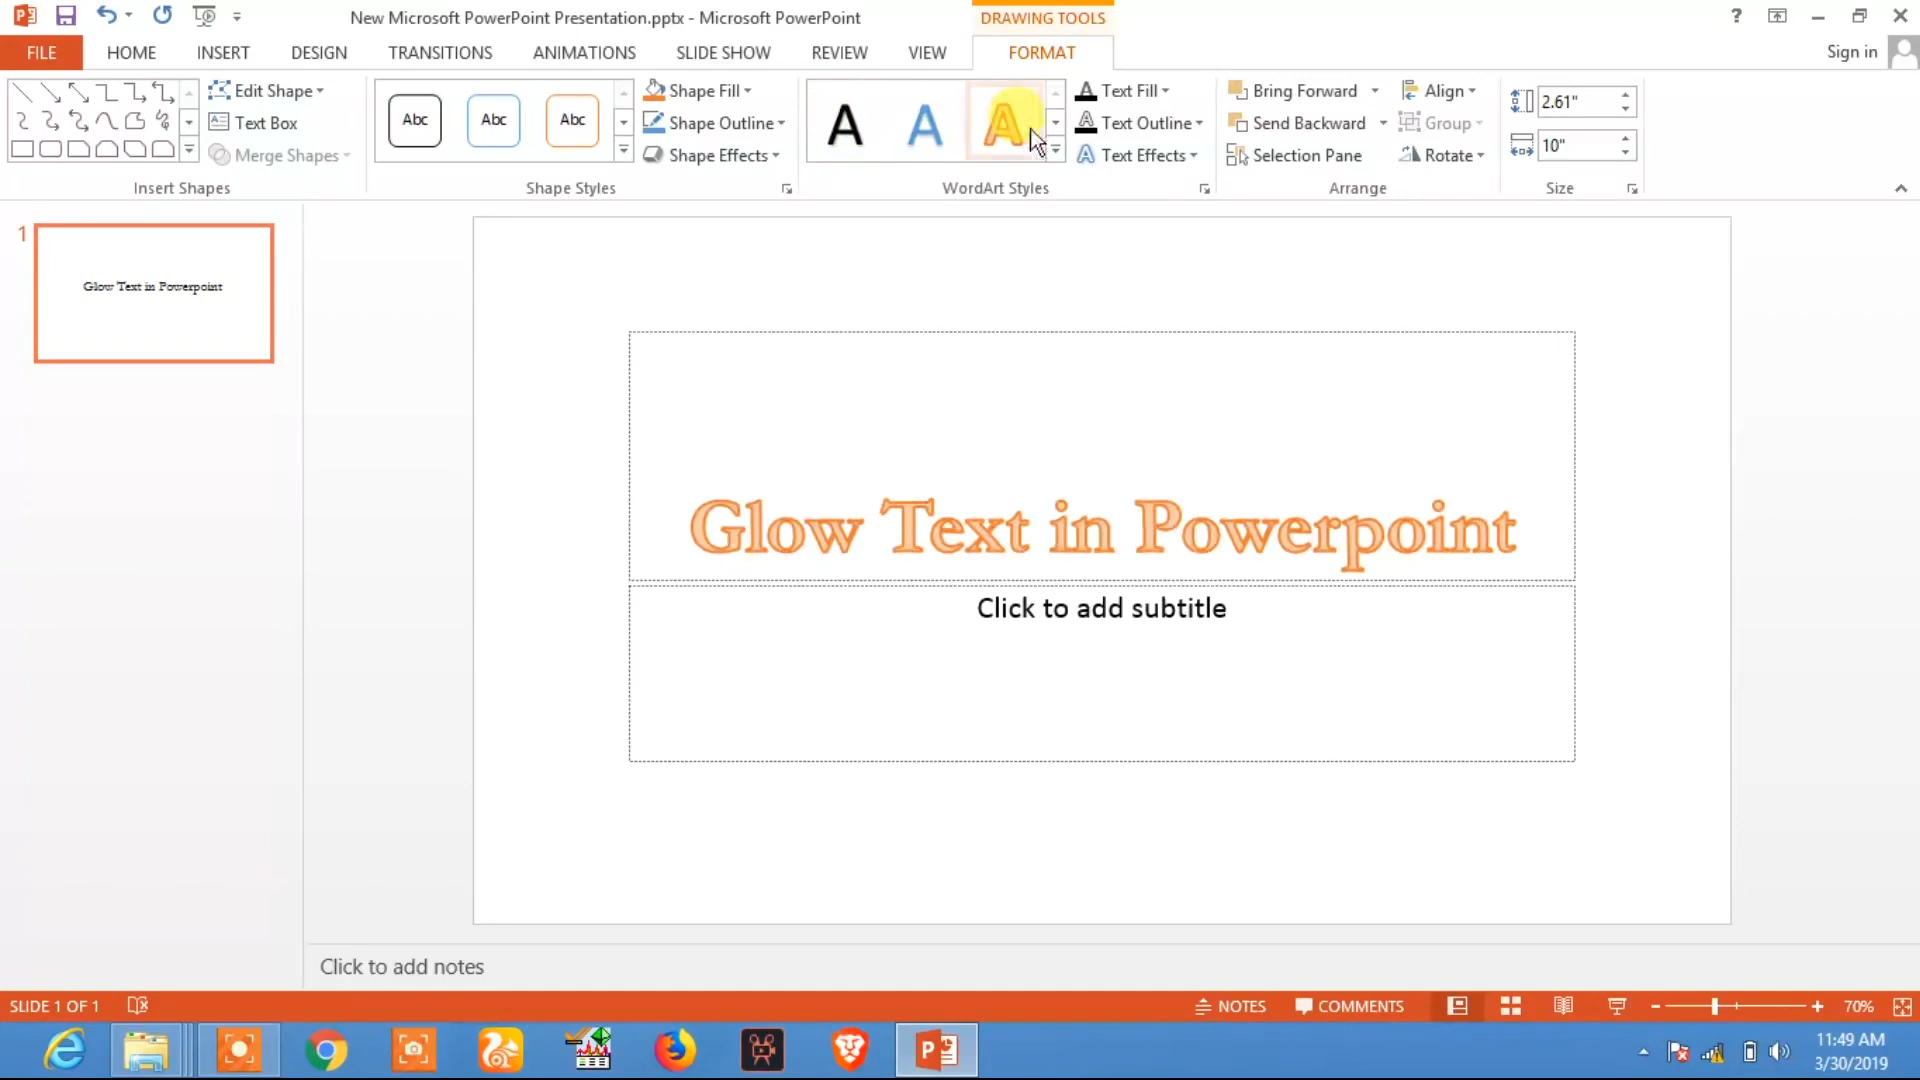 New Microsoft PowerPoint Presentation.pptx - Microsoft PowerPoint
DRAWING TOOLS
?
FILE HOME INSERT DESIGN TRANSITIONS ANIMATIONS SLIDE SHOW REVIEW VIEW FORMAT
Sign in
Edit Shape
Text Box
Merge Shapes
Insert Shapes
Abc Abc Abc
Shape Fill
Shape Outline
Shape Effects
Shape Styles
A A A
Text Fill
Text Outline
Text Effects
WordArt Styles
Bring Forward
Send Backward
Selection Pane
Align
Group
Rotate
Arrange
2.61"
10"
Size
1
Glow Text in Powerpoint
Glow Text in Powerpoint
Click to add subtitle
Click to add notes
SLIDE 1 OF 1
NOTES COMMENTS 70%
11:49 AM
3/30/2019